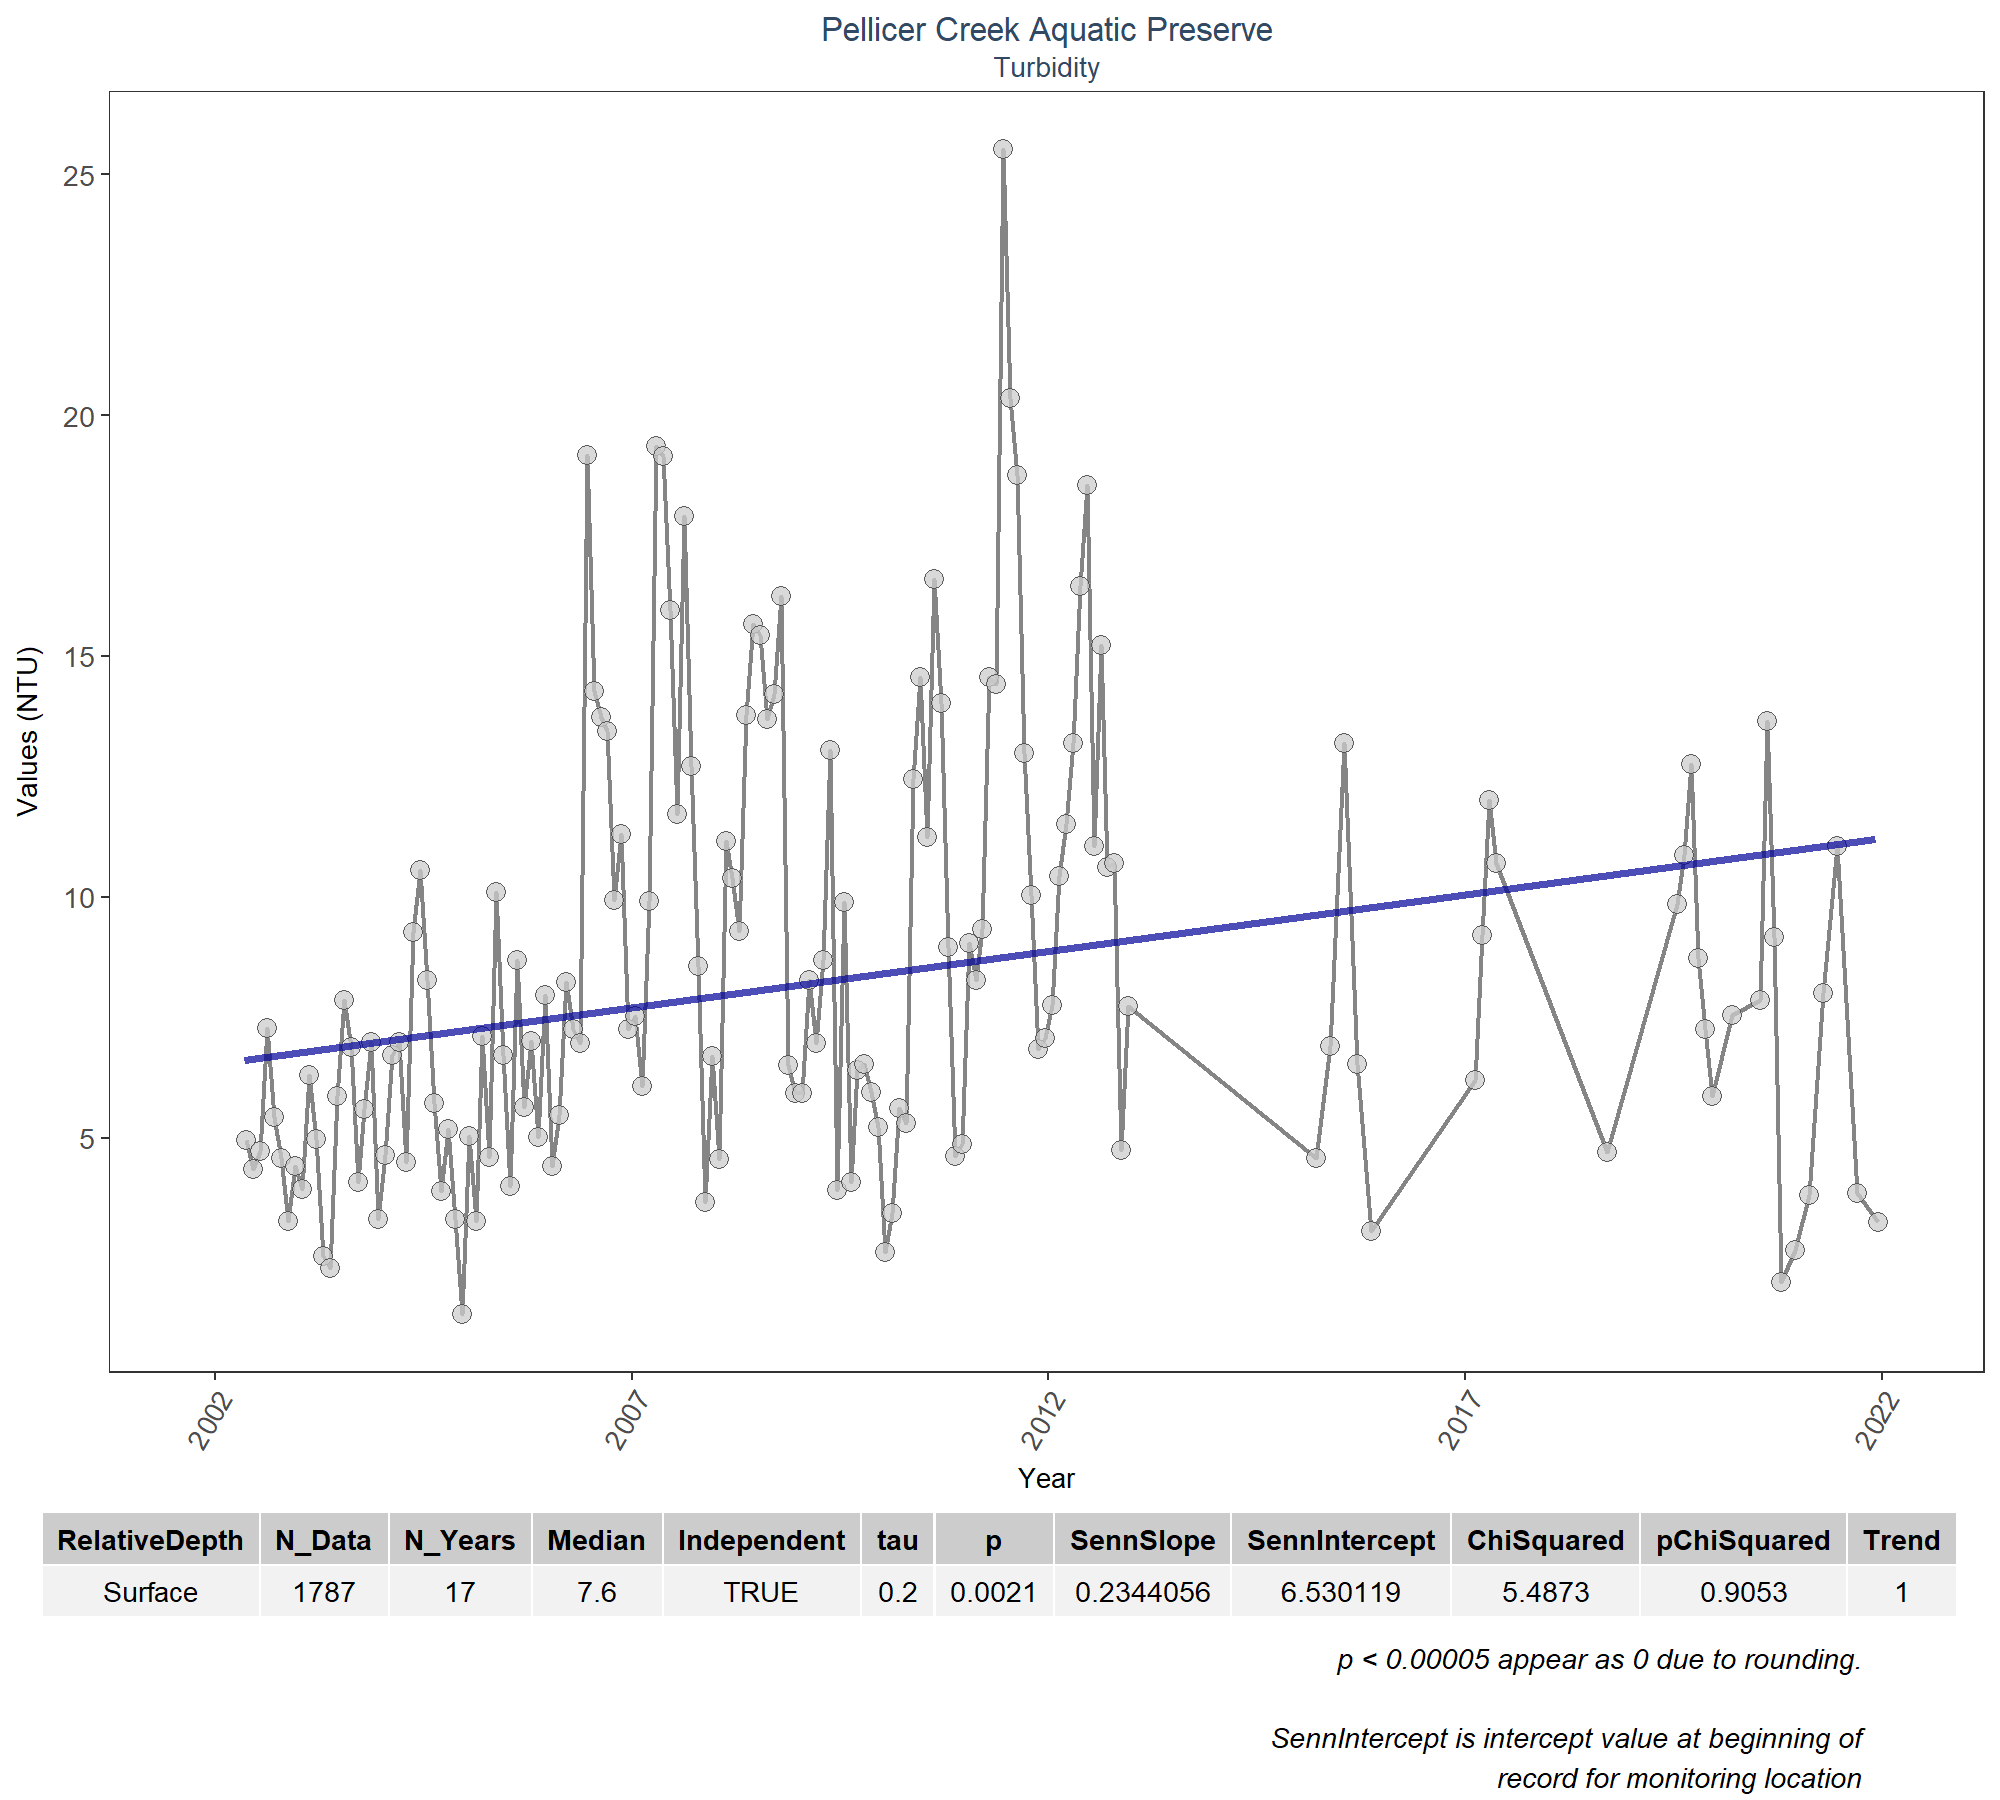 Pellicer Creek Aquatic Preserve
Turbidity
25
20
15
10
5
Values (NTU)
2002
2007
2012
2017
2022
Year
RelativeDepth N_Data N_Years Median Independent tau p SennSlope SennIntercept ChiSquared pChiSquared Trend
Surface 1787 17 7.6 TRUE 0.2 0.0021 0.2344056 6.530119 5.4873 0.9053 1
p < 0.00005 appear as 0 due to rounding.
SennIntercept is intercept value at beginning of
record for monitoring location